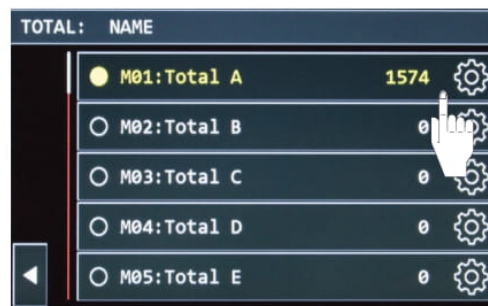 TOTAL: NAME
M01:Total A 1574
M02:Total B 0
M03:Total C 0
M04:Total D 0
M05:Total E 0